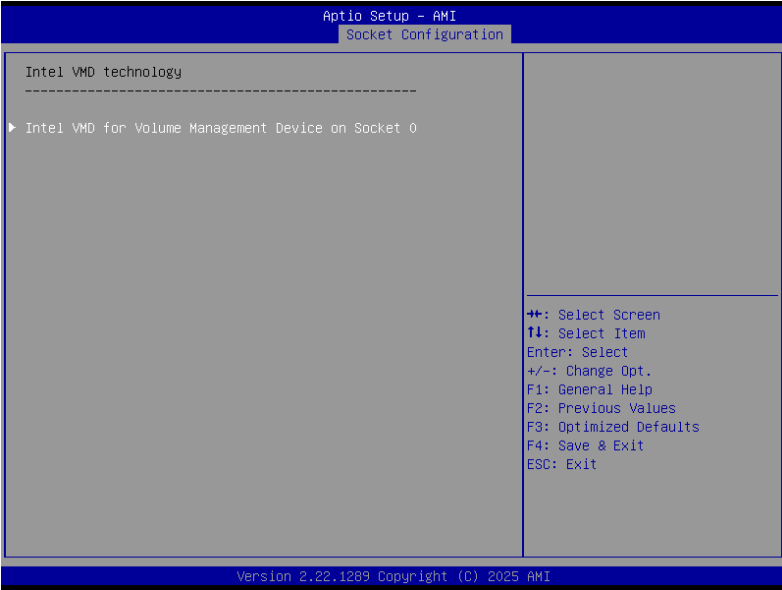 Aptio Setup – AMI
Socket Configuration
Intel VMD technology
--------------------------------------------------
Intel VMD for Volume Management Device on Socket 0
→←: Select Screen
↑↓: Select Item
Enter: Select
+/-: Change Opt.
F1: General Help
F2: Previous Values
F3: Optimized Defaults
F4: Save & Exit
ESC: Exit
Version 2.22.1289 Copyright (C) 2025 AMI